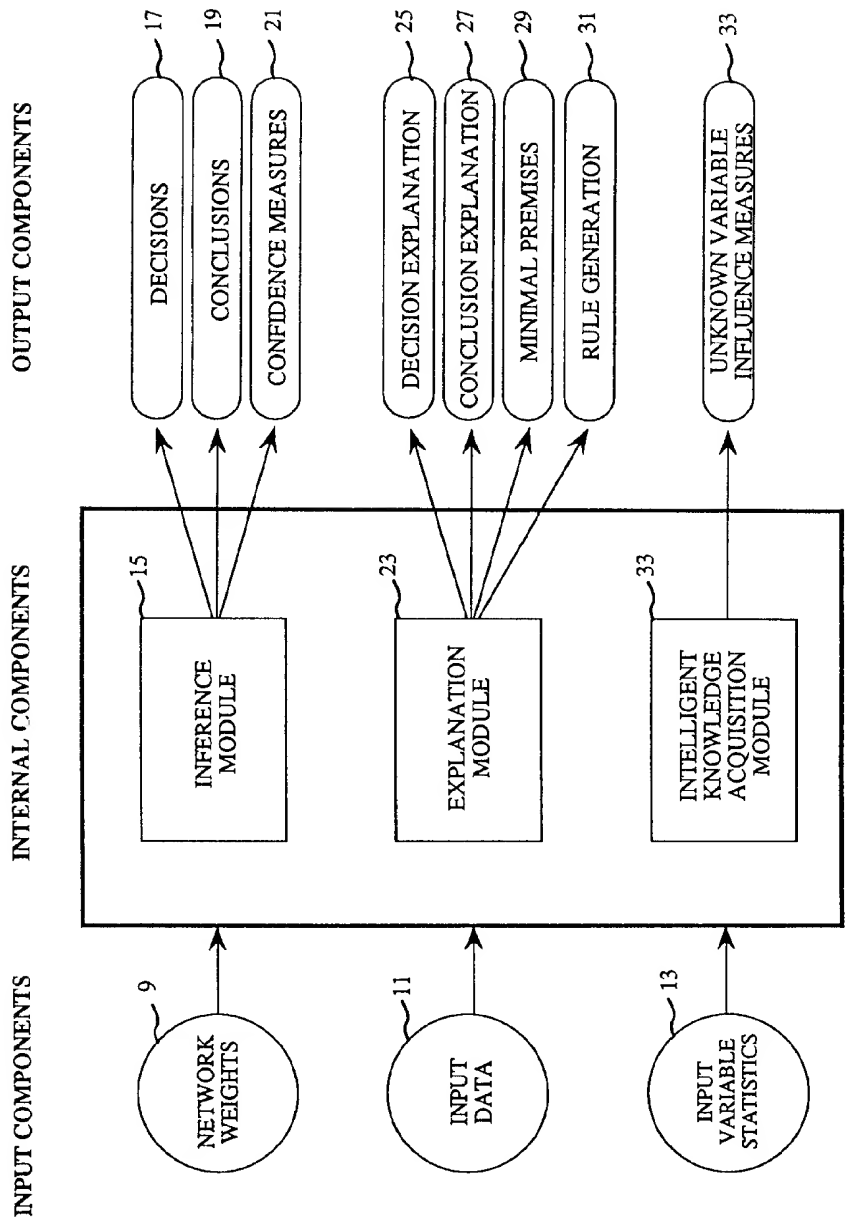 INPUT COMPONENTS
INTERNAL COMPONENTS
OUTPUT COMPONENTS
9
NETWORK
WEIGHTS
11
INPUT
DATA
13
INPUT
VARIABLE
STATISTICS
15
INFERENCE
MODULE
23
EXPLANATION
MODULE
33
INTELLIGENT
KNOWLEDGE
ACQUISITION
MODULE
DECISIONS
17
CONCLUSIONS
19
CONFIDENCE MEASURES
21
DECISION EXPLANATION
25
CONCLUSION EXPLANATION
27
MINIMAL PREMISES
29
RULE GENERATION
31
UNKNOWN VARIABLE
INFLUENCE MEASURES
33